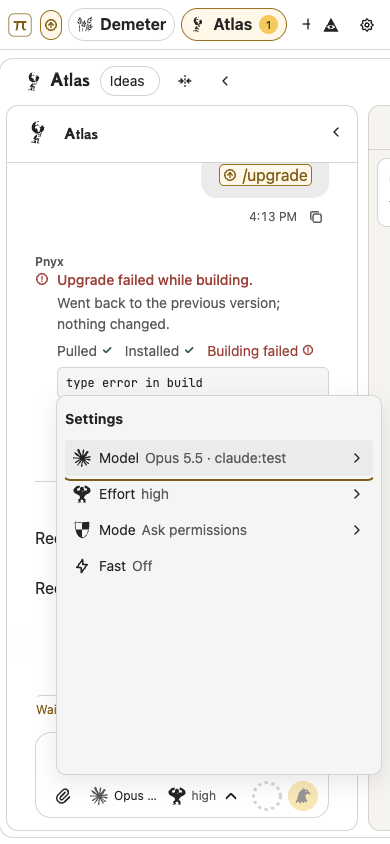 π Demeter Atlas 1
Atlas Ideas
Atlas
/upgrade
4:13 PM
Pnyx
Upgrade failed while building.
Went back to the previous version;
nothing changed.
Pulled Installed Building failed
type error in build
Settings
Model Opus 5.5 · claude:test
Effort high
Mode Ask permissions
Fast Off
Opus ... high